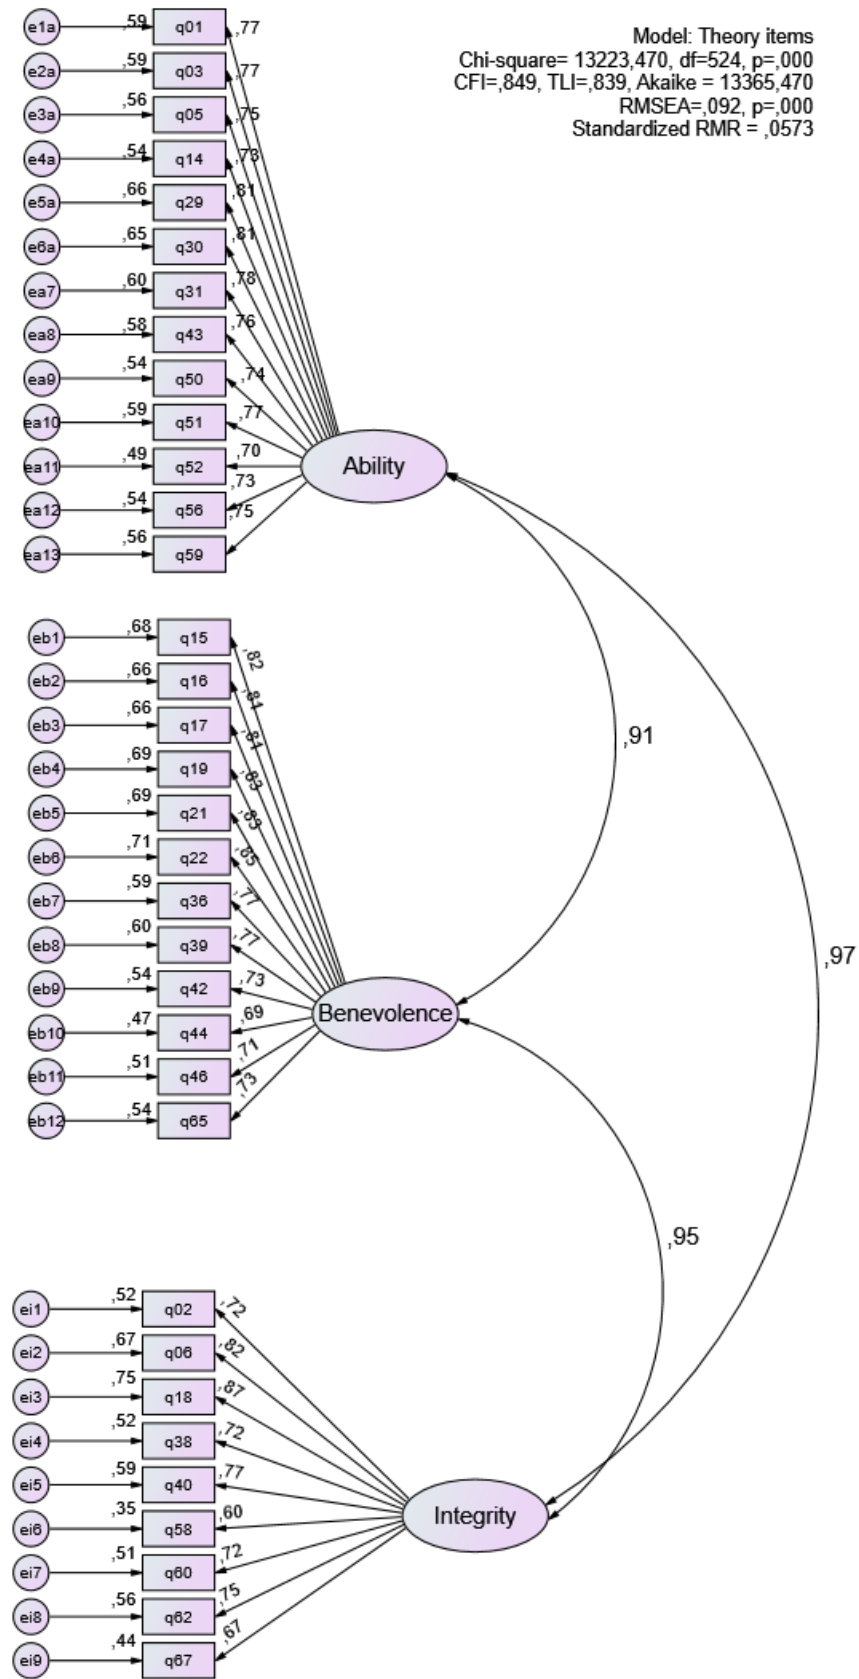 Model: Theory items
Chi-square= 13223,470, df=524, p=,000
CFI=,849, TLI=,839, Akaike = 13365,470
RMSEA=,092, p=,000
Standardized RMR = ,0573
e1a ,59 q01 ,77
e2a ,59 q03 ,77
e3a ,56 q05 ,75
e4a ,54 q14 ,73
e5a ,66 q29 ,81
e6a ,65 q30 ,81
ea7 ,60 q31 ,78
ea8 ,58 q43 ,76
ea9 ,54 q50 ,74
ea10 ,59 q51 ,77
ea11 ,49 q52 ,70
ea12 ,54 q56 ,73
ea13 ,56 q59 ,75
Ability
eb1 ,68 q15 ,82
eb2 ,66 q16 ,81
eb3 ,66 q17 ,81
eb4 ,69 q19 ,83
eb5 ,69 q21 ,83
eb6 ,71 q22 ,85
eb7 ,59 q36 ,77
eb8 ,60 q39 ,77
eb9 ,54 q42 ,73
eb10 ,47 q44 ,69
eb11 ,51 q46 ,71
eb12 ,54 q65 ,73
Benevolence
,91
,97
,95
ei1 ,52 q02 ,72
ei2 ,67 q06 ,82
ei3 ,75 q18 ,87
ei4 ,52 q38 ,72
ei5 ,59 q40 ,77
ei6 ,35 q58 ,60
ei7 ,51 q60 ,72
ei8 ,56 q62 ,75
ei9 ,44 q67 ,67
Integrity